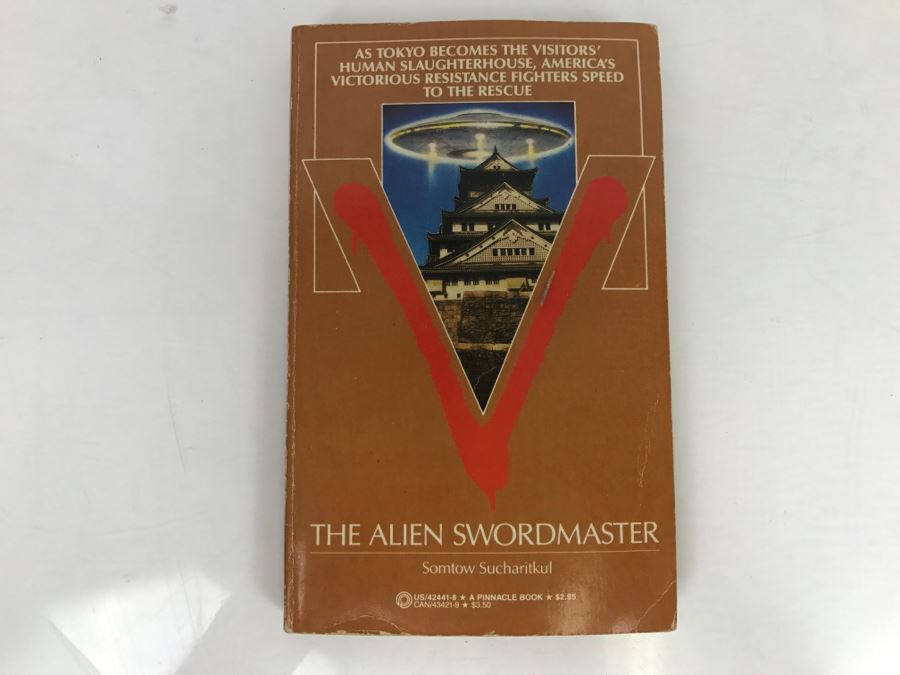 AS TOKYO BECOMES THE VISITORS'
HUMAN SLAUGHTERHOUSE, AMERICA'S
VICTORIOUS RESISTANCE FIGHTERS SPEED
TO THE RESCUE
V
THE ALIEN SWORDMASTER
Somtow Sucharitkul
US/42441-8 ★ A PINNACLE BOOK ★ $2.95
CAN/43421-9 ★ $3.50